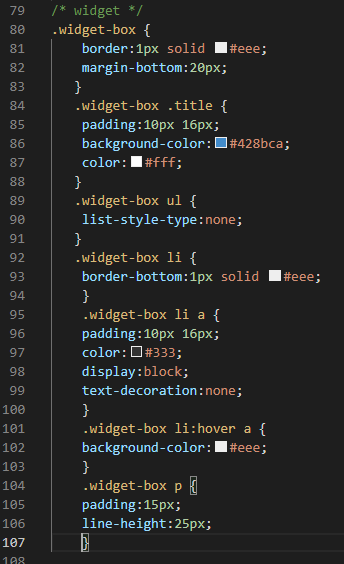 79 /* widget */
80 .widget-box {
81 border:1px solid #eee;
82 margin-bottom:20px;
83 }
84 .widget-box .title {
85 padding:10px 16px;
86 background-color:#428bca;
87 color:#fff;
88 }
89 .widget-box ul {
90 list-style-type:none;
91 }
92 .widget-box li {
93 border-bottom:1px solid #eee;
94 }
95 .widget-box li a {
96 padding:10px 16px;
97 color:#333;
98 display:block;
99 text-decoration:none;
100 }
101 .widget-box li:hover a {
102 background-color:#eee;
103 }
104 .widget-box p {
105 padding:15px;
106 line-height:25px;
107 }
108